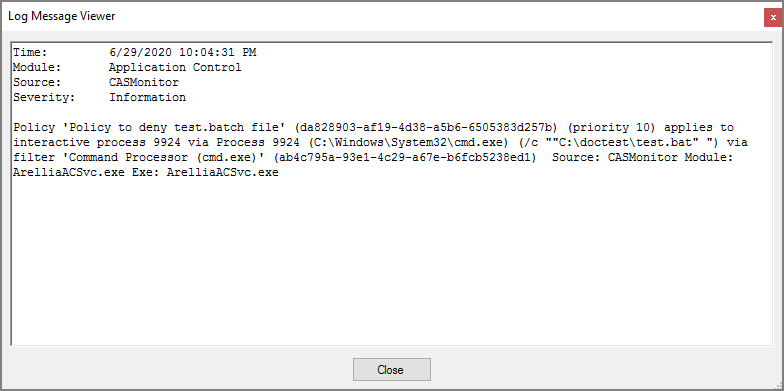 Log Message Viewer
x
Time: 6/29/2020 10:04:31 PM
Module: Application Control
Source: CASMonitor
Severity: Information
Policy 'Policy to deny test.batch file' (da828903-af19-4d38-a5b6-6505383d257b) (priority 10) applies to
interactive process 9924 via Process 9924 (C:\Windows\System32\cmd.exe) (/c ""C:\doctest\test.bat" ") via
filter 'Command Processor (cmd.exe)' (ab4c795a-93e1-4c29-a67e-b6fcb5238ed1)  Source: CASMonitor Module:
ArelliaACSvc.exe Exe: ArelliaACSvc.exe
Close